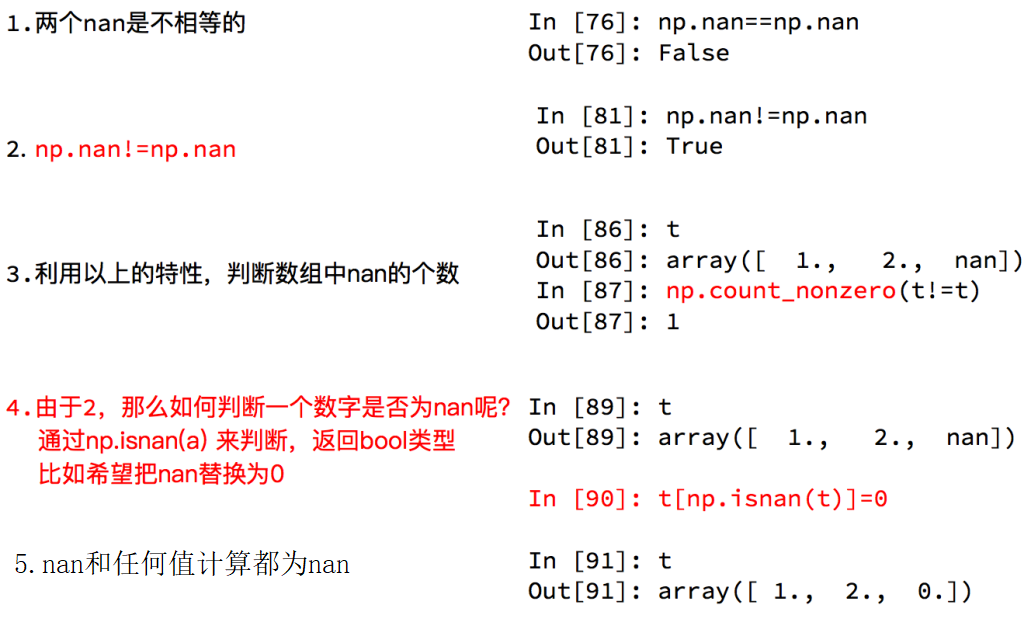 1.两个nan是不相等的
In [76]: np.nan==np.nan
Out[76]: False
2. np.nan!=np.nan
In [81]: np.nan!=np.nan
Out[81]: True
3.利用以上的特性，判断数组中nan的个数
In [86]: t
Out[86]: array([  1.,   2.,  nan])
In [87]: np.count_nonzero(t!=t)
Out[87]: 1
4.由于2，那么如何判断一个数字是否为nan呢?
通过np.isnan(a) 来判断，返回bool类型
比如希望把nan替换为0
In [89]: t
Out[89]: array([  1.,   2.,  nan])
In [90]: t[np.isnan(t)]=0
In [91]: t
Out[91]: array([ 1.,  2.,  0.])
5.nan和任何值计算都为nan